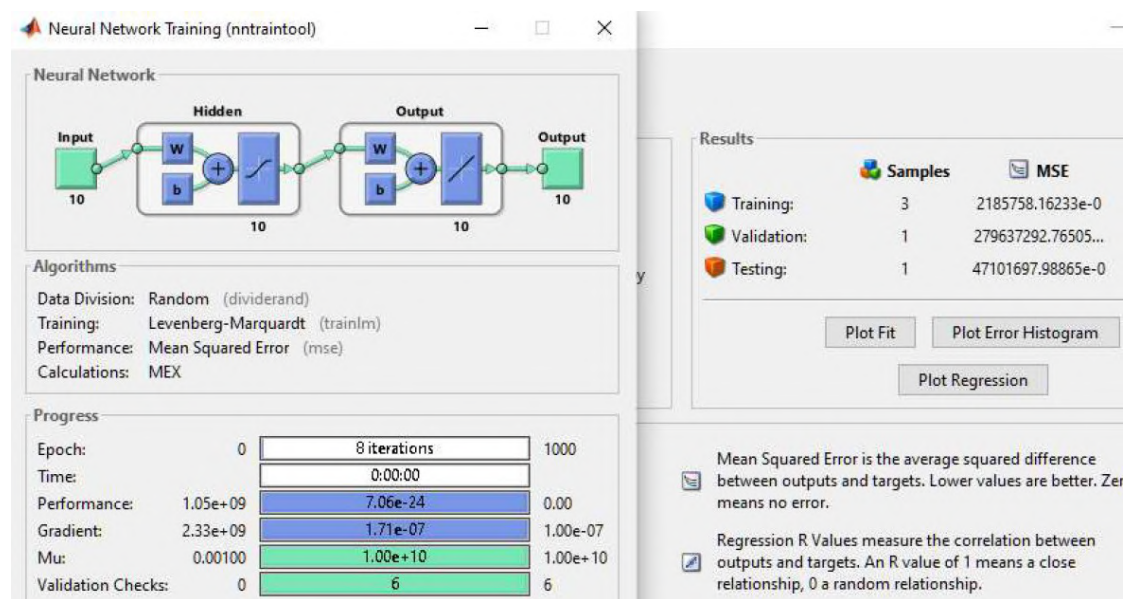 Neural Network Training (nntraintool)
Neural Network
Hidden
Output
Input
W
b
W
b
Output
10
10
10
10
Algorithms
Data Division: Random (dividerand)
Training: Levenberg-Marquardt (trainlm)
Performance: Mean Squared Error (mse)
Calculations: MEX
Progress
Epoch: 0 8 iterations 1000
Time: 0:00:00
Performance: 1.05e+09 7.06e-24 0.00
Gradient: 2.33e+09 1.71e-07 1.00e-07
Mu: 0.00100 1.00e+10 1.00e+10
Validation Checks: 0 6 6
y
Results
Samples MSE
Training: 3 2185758.16233e-0
Validation: 1 279637292.76505...
Testing: 1 47101697.98865e-0
Plot Fit Plot Error Histogram
Plot Regression
Mean Squared Error is the average squared difference
between outputs and targets. Lower values are better. Zer
means no error.
Regression R Values measure the correlation between
outputs and targets. An R value of 1 means a close
relationship, 0 a random relationship.